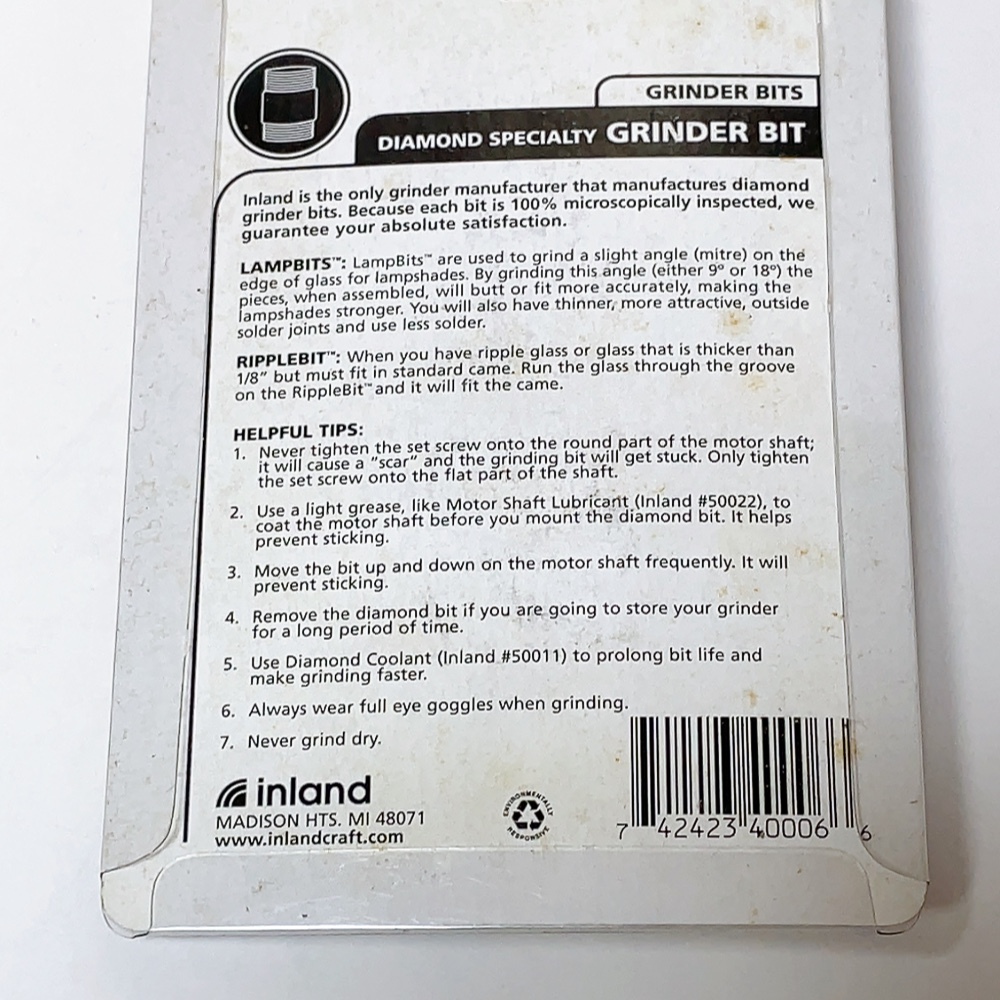 GRINDER BITS
DIAMOND SPECIALTY GRINDER BIT
Inland is the only grinder manufacturer that manufactures diamond
grinder bits. Because each bit is 100% microscopically inspected, we
guarantee your absolute satisfaction.
LAMPBITS™: LampBits™ are used to grind a slight angle (mitre) on the
edge of glass for lampshades. By grinding this angle (either 9° or 18°) the
pieces, when assembled, will butt or fit more accurately, making the
lampshades stronger. You will also have thinner, more attractive, outside
solder joints and use less solder.
RIPPLEBIT™: When you have ripple glass or glass that is thicker than
1/8" but must fit in standard came. Run the glass through the groove
on the RippleBit™ and it will fit the came.
HELPFUL TIPS:
1. Never tighten the set screw onto the round part of the motor shaft;
it will cause a "scar" and the grinding bit will get stuck. Only tighten
the set screw onto the flat part of the shaft.
2. Use a light grease, like Motor Shaft Lubricant (Inland #50022), to
coat the motor shaft before you mount the diamond bit. It helps
prevent sticking.
3. Move the bit up and down on the motor shaft frequently. It will
prevent sticking.
4. Remove the diamond bit if you are going to store your grinder
for a long period of time.
5. Use Diamond Coolant (Inland #50011) to prolong bit life and
make grinding faster.
6. Always wear full eye goggles when grinding.
7. Never grind dry.
inland
MADISON HTS. MI 48071
www.inlandcraft.com
ENVIRONMENTALLY
RESPONSIVE
7 42423 40006 6